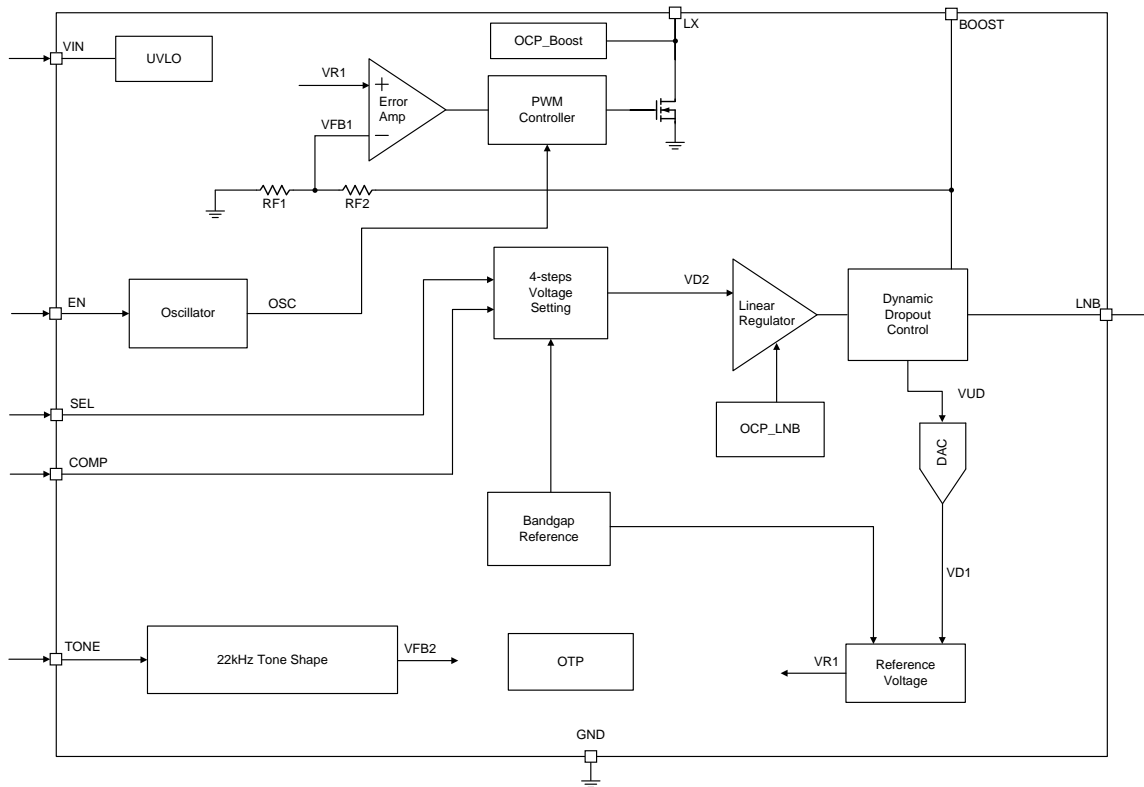 LX
BOOST
VIN
UVLO
OCP_Boost
VR1
+
Error
Amp
−
VFB1
PWM
Controller
RF1
RF2
EN
Oscillator
OSC
4-steps
Voltage
Setting
VD2
Linear
Regulator
Dynamic
Dropout
Control
LNB
SEL
VUD
OCP_LNB
DAC
COMP
Bandgap
Reference
VD1
TONE
22kHz Tone Shape
VFB2
OTP
VR1
Reference
Voltage
GND